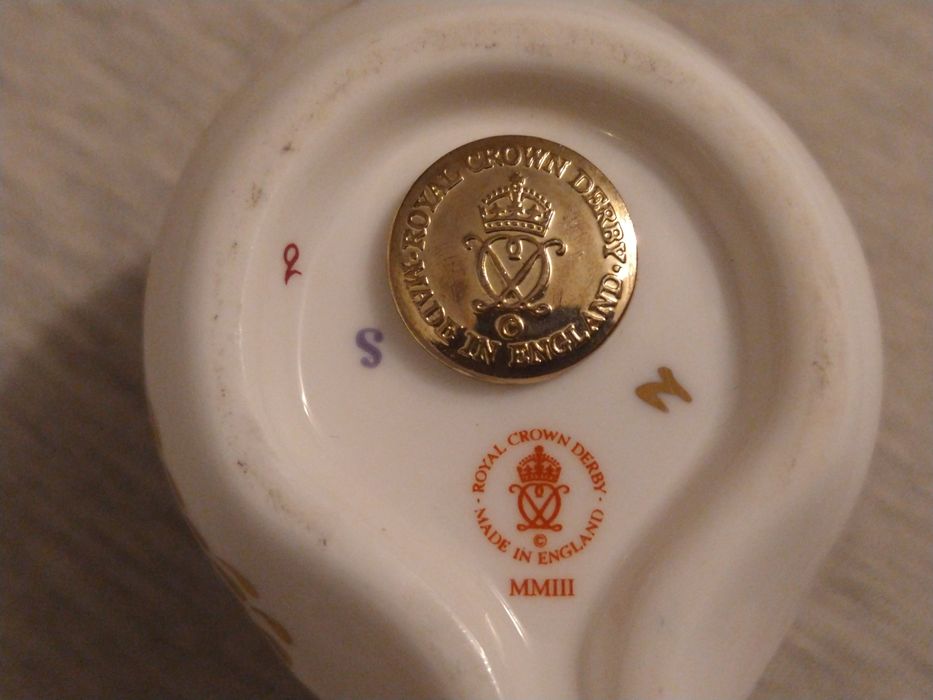 · ROYAL CROWN DERBY ·
MADE IN ENGLAND
©
S
· ROYAL CROWN DERBY ·
MADE IN ENGLAND
©
MMIII